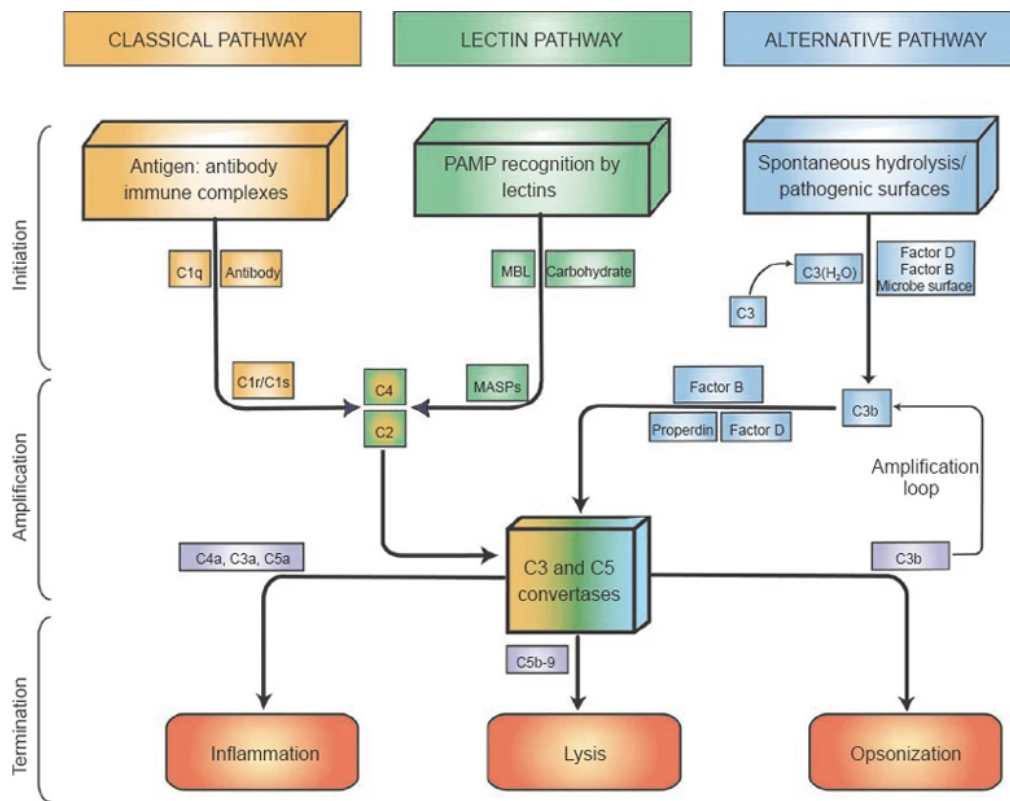 CLASSICAL PATHWAY
LECTIN PATHWAY
ALTERNATIVE PATHWAY
Initiation
Antigen: antibody
immune complexes
PAMP recognition by
lectins
Spontaneous hydrolysis/
pathogenic surfaces
C1q
Antibody
MBL
Carbohydrate
C3
C3(H₂O)
Factor D
Factor B
Microbe surface
Amplification
C1r/C1s
C4
C2
MASPs
Factor B
Properdin
Factor D
C3b
Amplification
loop
C4a, C3a, C5a
C3 and C5
convertases
C3b
Termination
C5b-9
Inflammation
Lysis
Opsonization